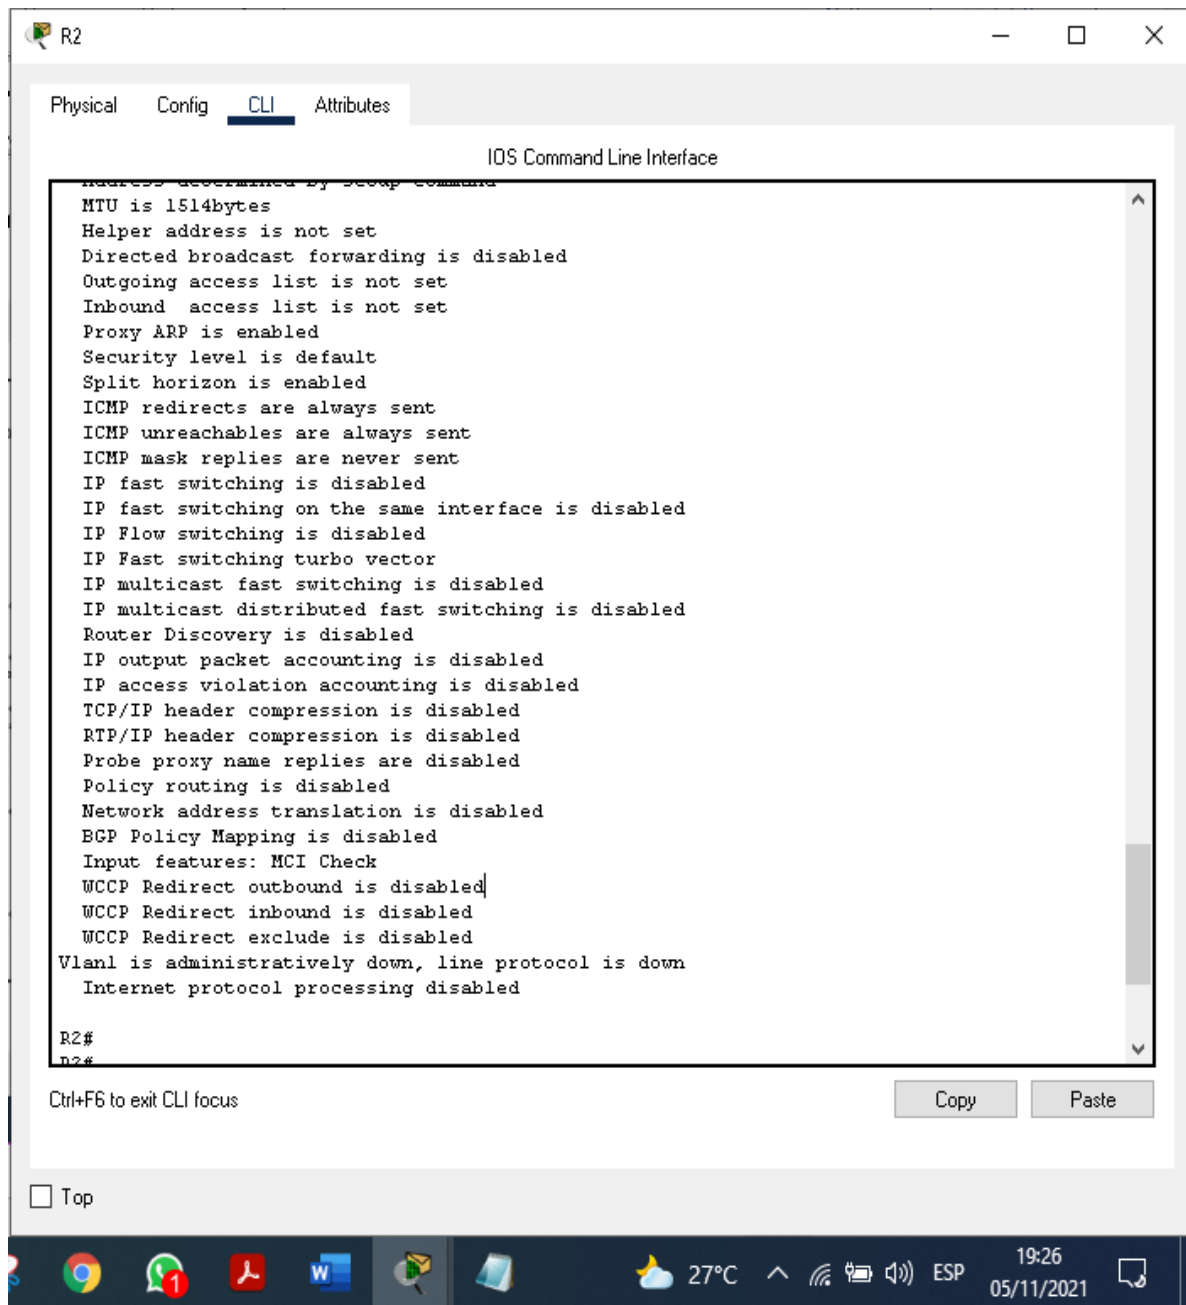 R2
Physical Config CLI Attributes
IOS Command Line Interface
Address determined by setup command
MTU is 1514bytes
Helper address is not set
Directed broadcast forwarding is disabled
Outgoing access list is not set
Inbound  access list is not set
Proxy ARP is enabled
Security level is default
Split horizon is enabled
ICMP redirects are always sent
ICMP unreachables are always sent
ICMP mask replies are never sent
IP fast switching is disabled
IP fast switching on the same interface is disabled
IP Flow switching is disabled
IP Fast switching turbo vector
IP multicast fast switching is disabled
IP multicast distributed fast switching is disabled
Router Discovery is disabled
IP output packet accounting is disabled
IP access violation accounting is disabled
TCP/IP header compression is disabled
RTP/IP header compression is disabled
Probe proxy name replies are disabled
Policy routing is disabled
Network address translation is disabled
BGP Policy Mapping is disabled
Input features: MCI Check
WCCP Redirect outbound is disabled
WCCP Redirect inbound is disabled
WCCP Redirect exclude is disabled
Vlan1 is administratively down, line protocol is down
Internet protocol processing disabled
R2#
R2#
Ctrl+F6 to exit CLI focus
Copy Paste
Top
1
W
27°C ESP 19:26
05/11/2021